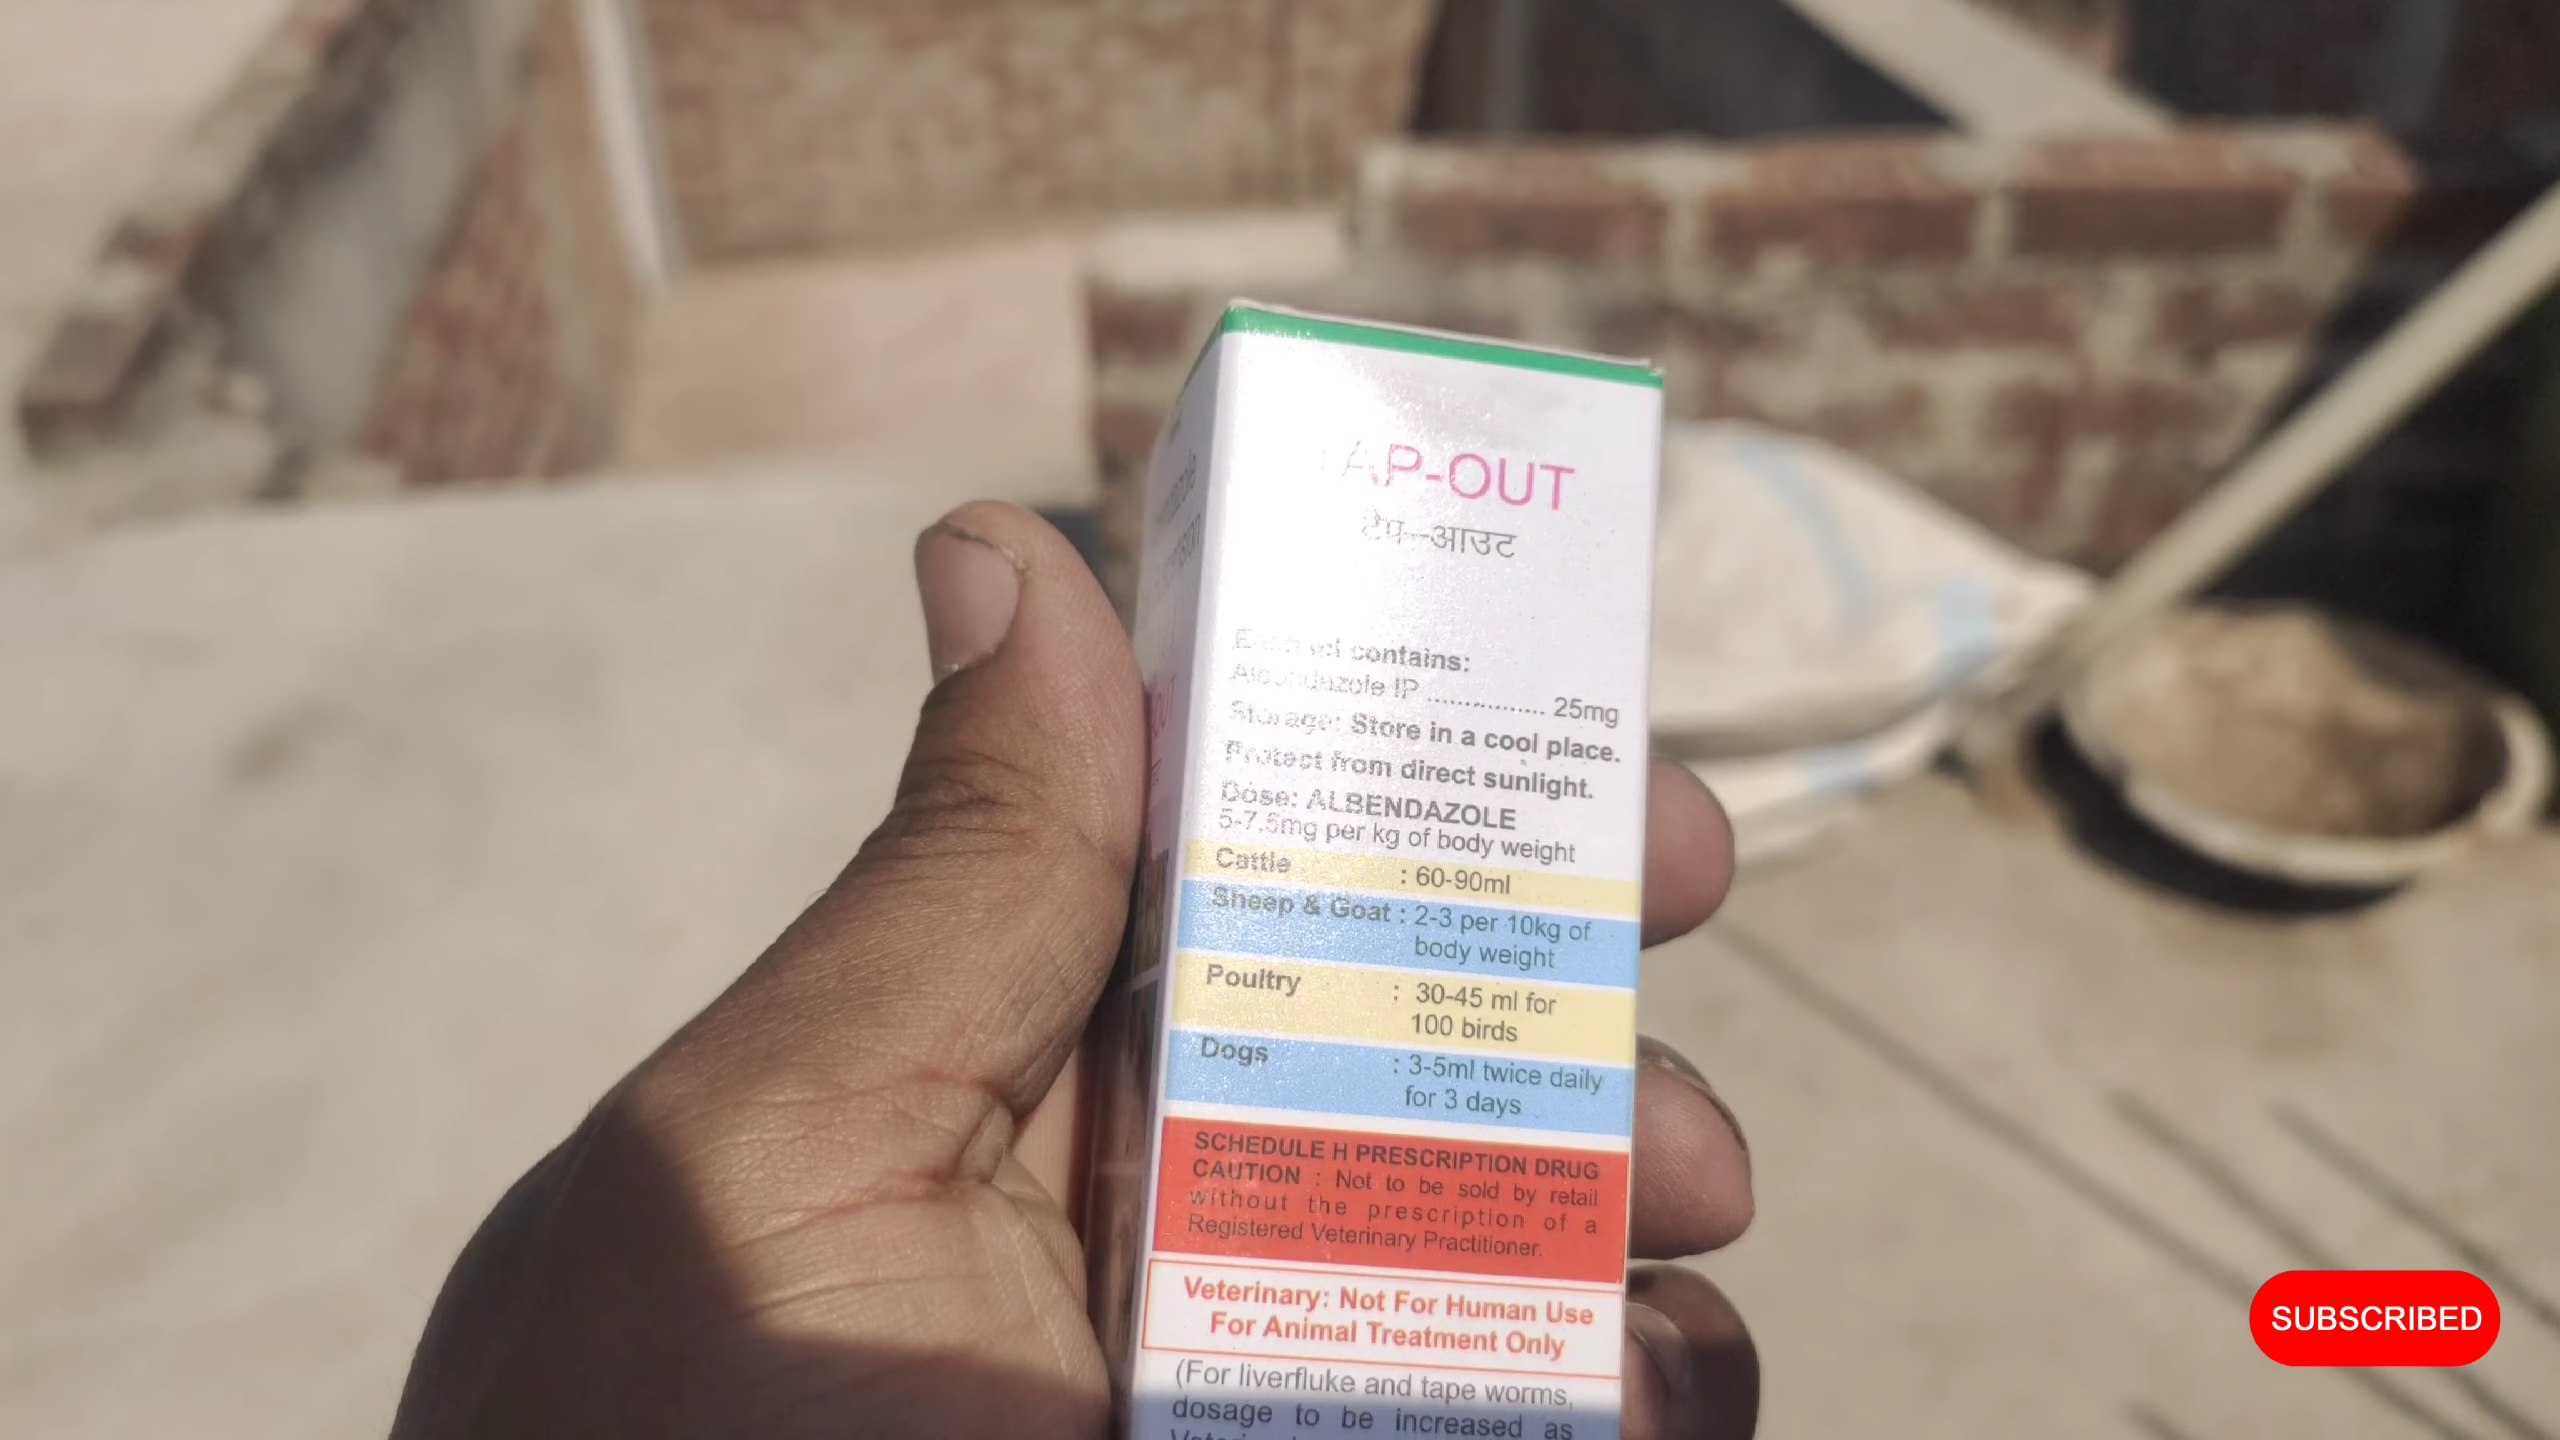 AP-OUT
टेप-आउट
Each ml contains:
Albendazole IP ................ 25mg
Storage: Store in a cool place.
Protect from direct sunlight.
Dose: ALBENDAZOLE
5-7.5mg per kg of body weight
Cattle : 60-90ml
Sheep & Goat : 2-3 per 10kg of
body weight
Poultry : 30-45 ml for
100 birds
Dogs : 3-5ml twice daily
for 3 days
SCHEDULE H PRESCRIPTION DRUG
CAUTION : Not to be sold by retail
without the prescription of a
Registered Veterinary Practitioner.
Veterinary: Not For Human Use
For Animal Treatment Only
(For liverfluke and tape worms,
dosage to be increased as
SUBSCRIBED